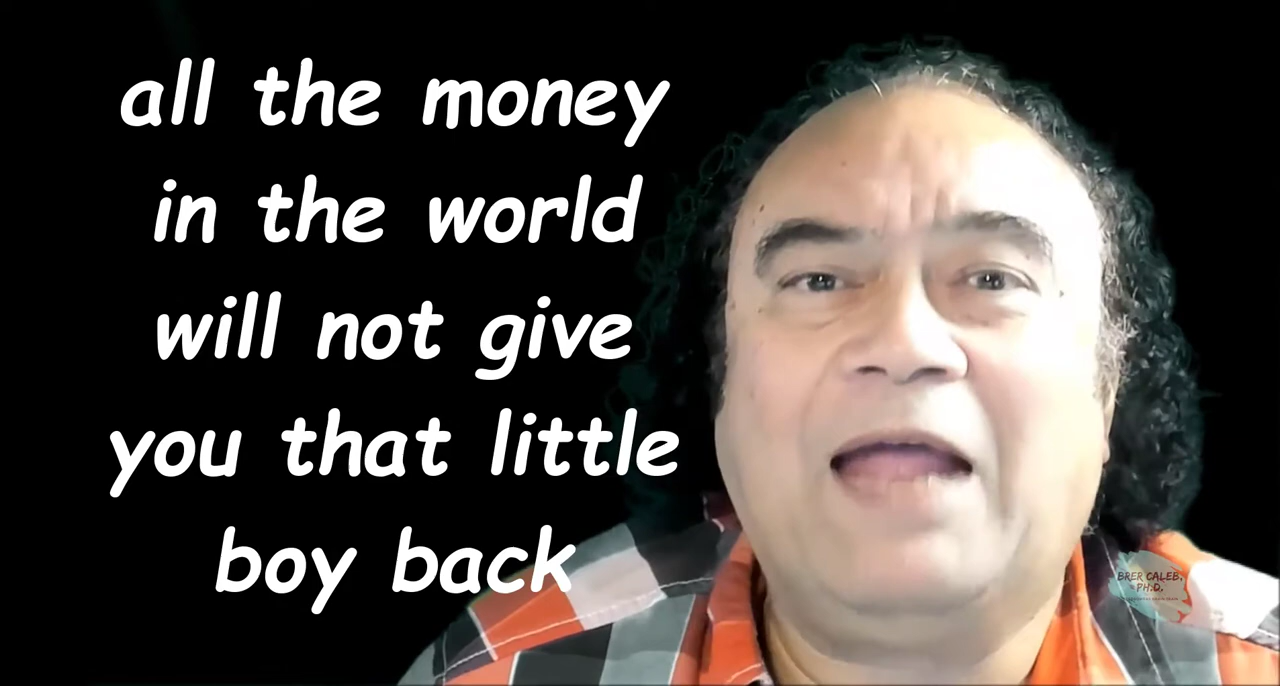 all the money
in the world
will not give
you that little
boy back
BRER CALEB,
PH.D.